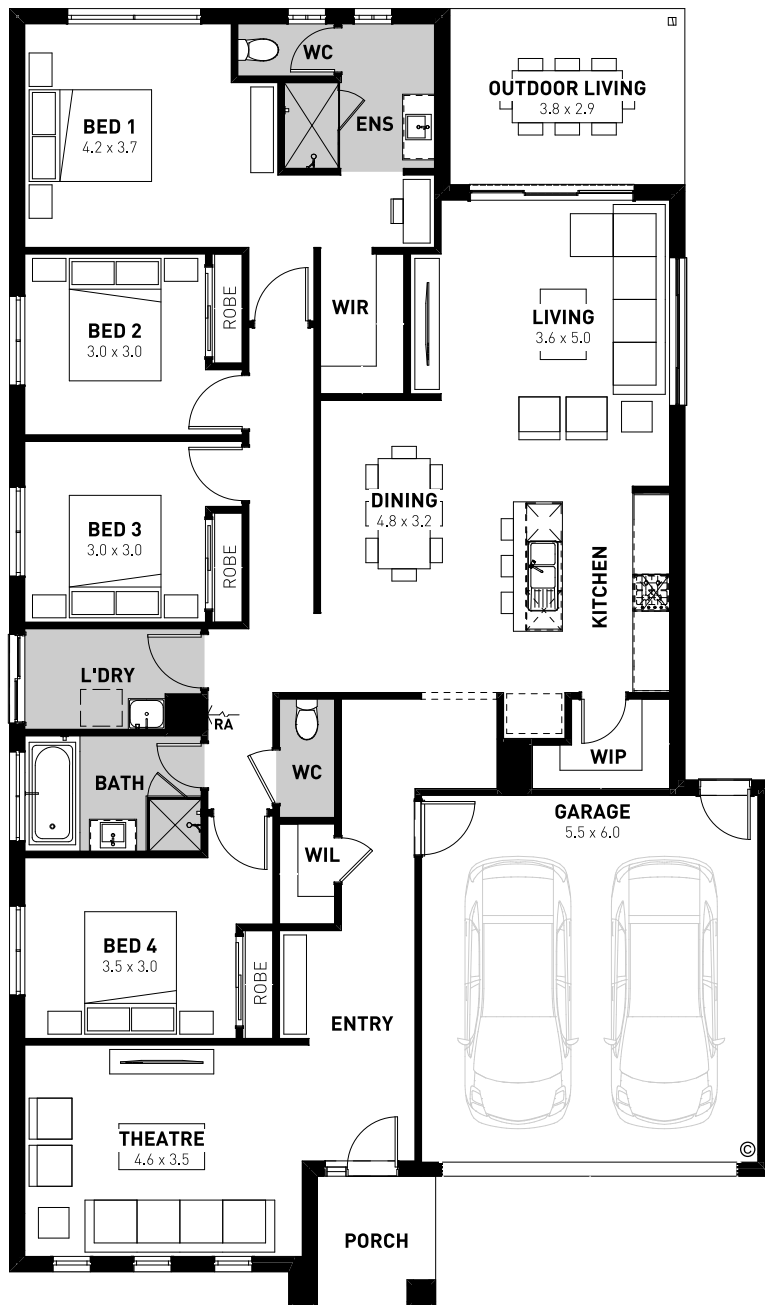 WC
OUTDOOR LIVING
3.8 x 2.9
BED 1
4.2 x 3.7
ENS
BED 2
3.0 x 3.0
ROBE
WIR
LIVING
3.6 x 5.0
BED 3
3.0 x 3.0
ROBE
DINING
4.8 x 3.2
KITCHEN
L'DRY
RA
BATH
WC
WIP
GARAGE
5.5 x 6.0
WIL
BED 4
3.5 x 3.0
ROBE
ENTRY
THEATRE
4.6 x 3.5
©
PORCH